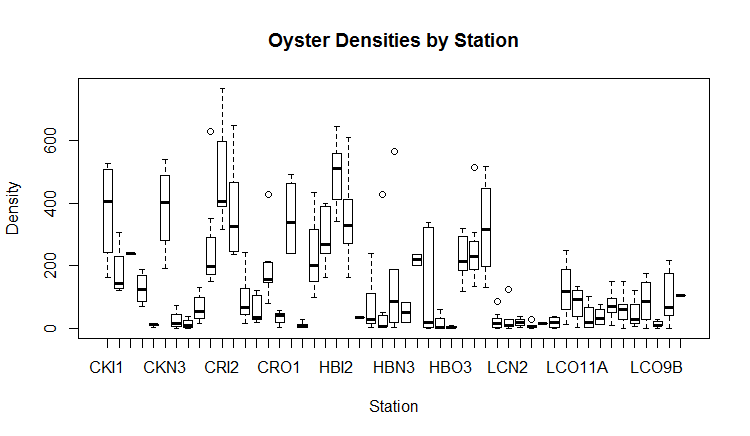 Oyster Densities by Station
Density
600
400
200
0
CKI1 CKN3 CRI2 CRO1 HBI2 HBN3 HBO3 LCN2 LCO11A LCO9B
Station